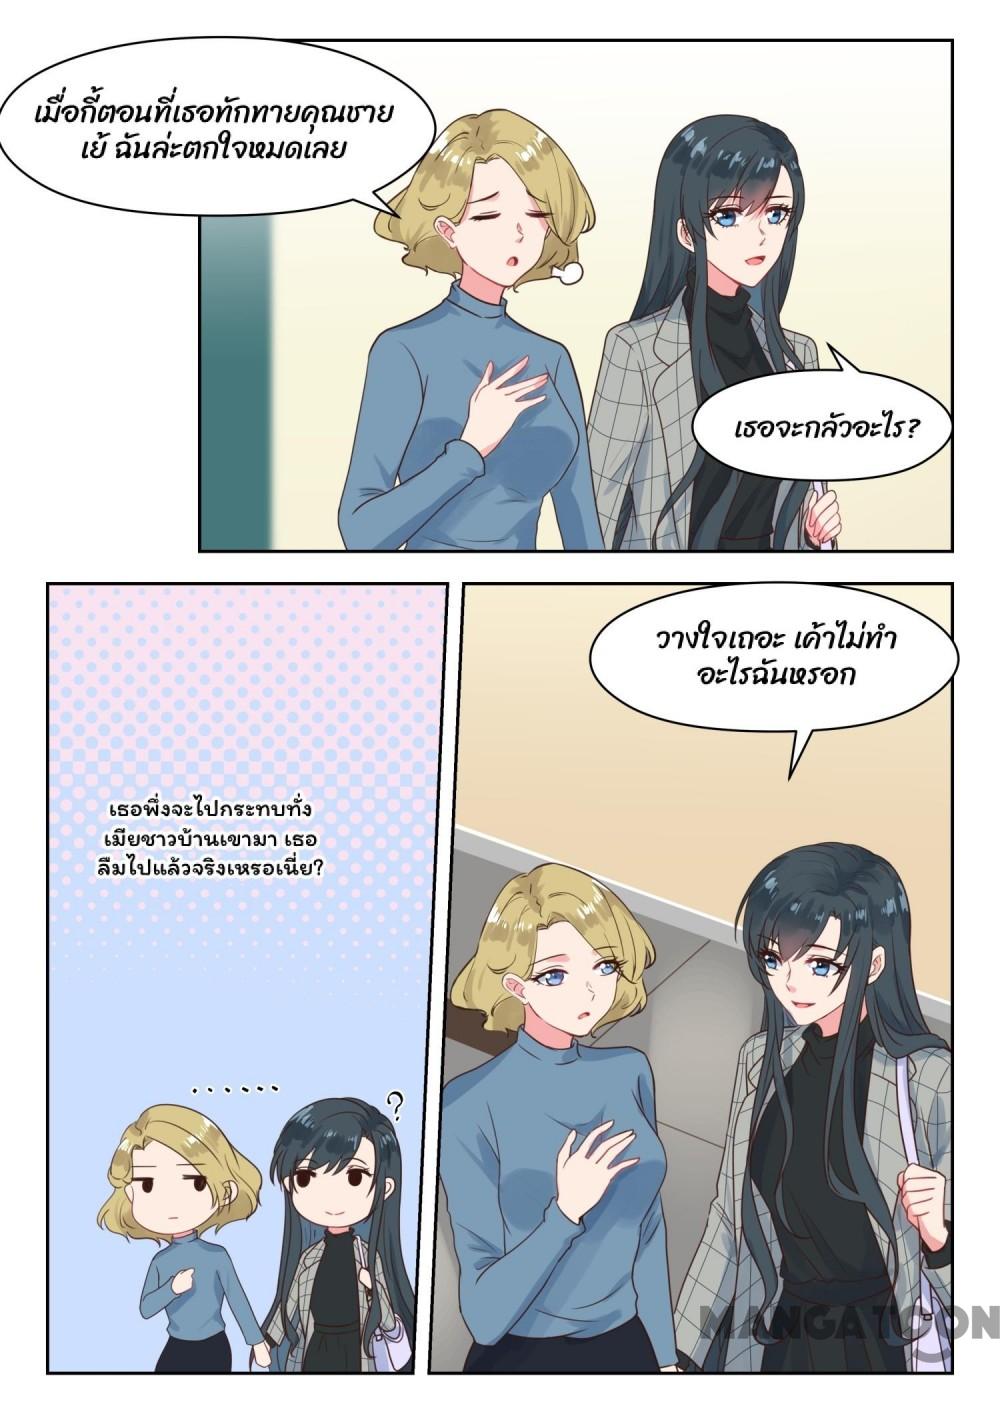 เมื่อกี้ตอนที่เธอทักทายคุณชาย
เย้ ฉันล่ะตกใจหมดเลย
เธอจะกลัวอะไร?
เธอพึ่งจะไปกระทบทั่ง
เมียชาวบ้านเขามา เธอ
ลืมไปแล้วจริงเหรอเนี่ย?
......
?
วางใจเถอะ เค้าไม่ทำ
อะไรฉันหรอก
MANGATOON